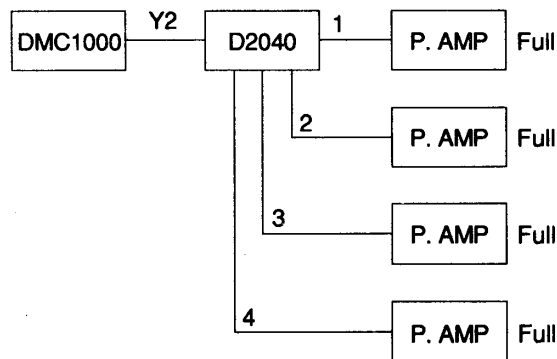 DMC1000 Y2 D2040 1 P. AMP Full
2 P. AMP Full
3 P. AMP Full
4 P. AMP Full